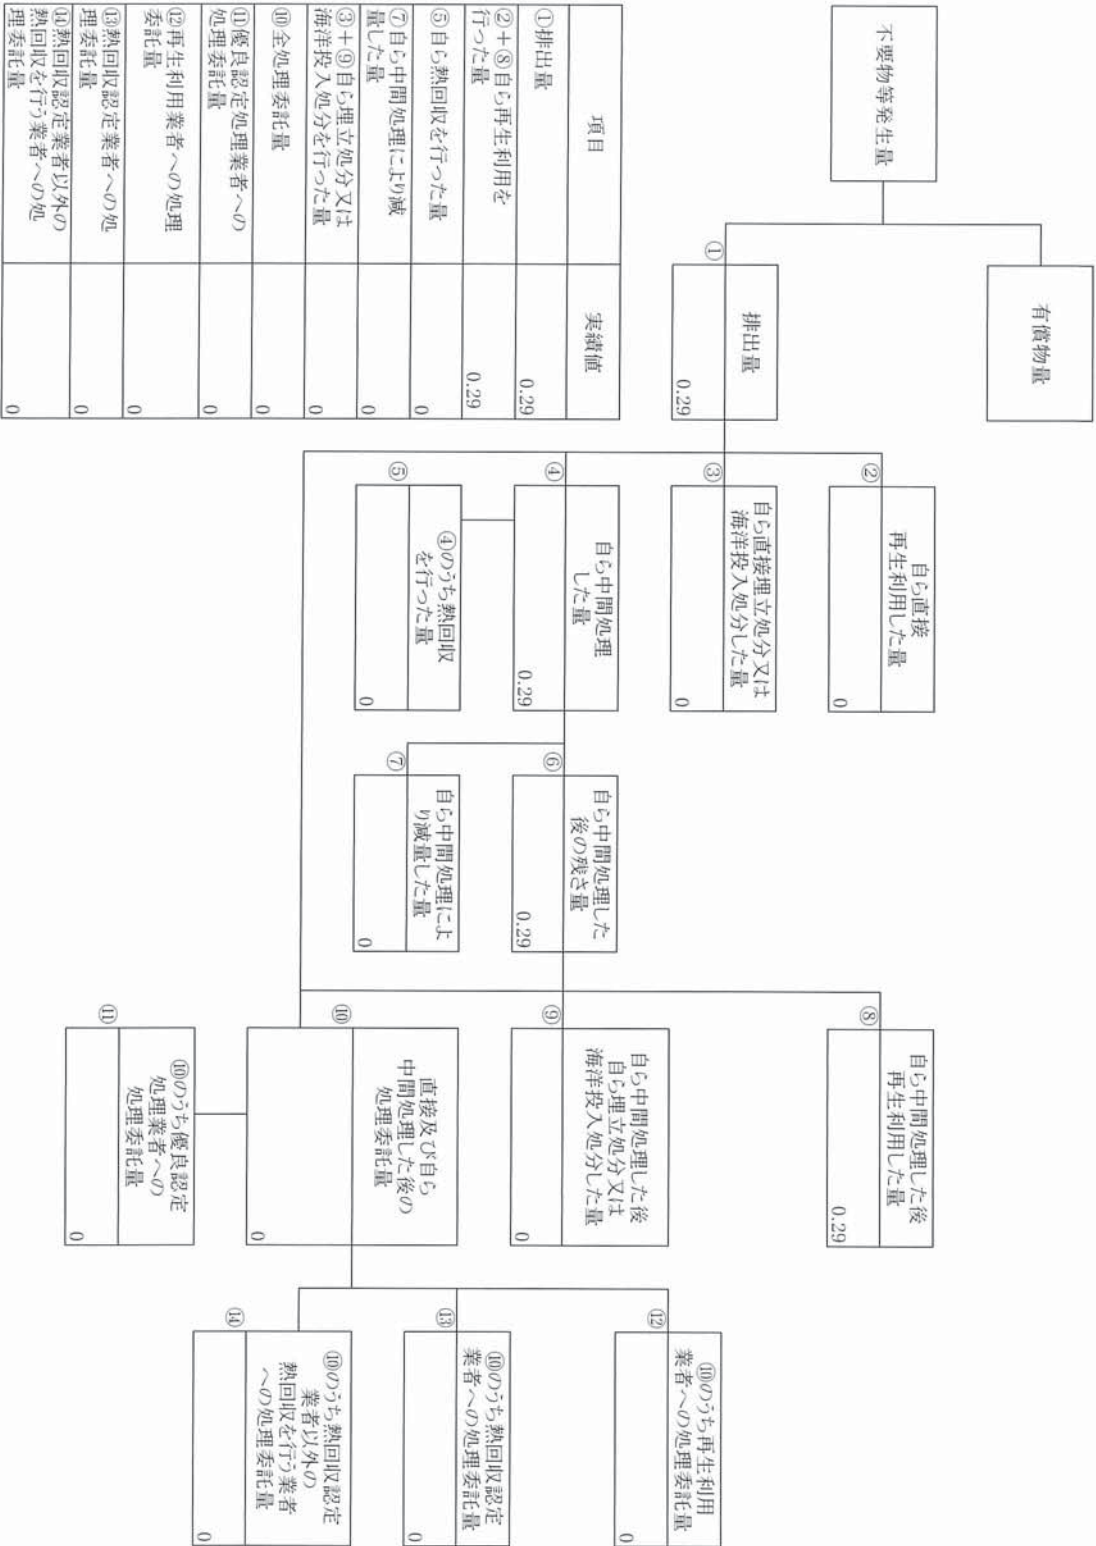 不要物等発生量
有償物量
①
排出量
0.29
②
自ら直接
再生利用した量
0
③
自ら直接埋立処分又は
海洋投入処分した量
0
④
自ら中間処理
した量
0.29
⑤
④のうち熱回収
を行った量
0
⑥
自ら中間処理した
後の残さ量
0.29
⑦
自ら中間処理によ
り減量した量
0
⑧
自ら中間処理した後
再生利用した量
0.29
⑨
自ら中間処理した後
自ら埋立処分又は
海洋投入処分した量
0
⑩
直接及び自ら
中間処理した後の
処理委託量
0
⑪
⑩のうち優良認定
処理業者への
処理委託量
0
⑫
⑩のうち再生利用
業者への処理委託量
0
⑬
⑩のうち熱回収認定
業者への処理委託量
0
⑭
⑩のうち熱回収認定
業者以外の
熱回収を行う業者
への処理委託量
0
項目 実績値
①排出量 0.29
②+⑧自ら再生利用を
行った量 0.29
⑤自ら熱回収を行った量 0
⑦自ら中間処理により減
量した量 0
③+⑨自ら埋立処分又は
海洋投入処分を行った量 0
⑩全処理委託量 0
⑪優良認定処理業者への
処理委託量 0
⑫再生利用業者への処理
委託量 0
⑬熱回収認定業者への処
理委託量 0
⑭熱回収認定業者以外の
熱回収を行う業者への処
理委託量 0